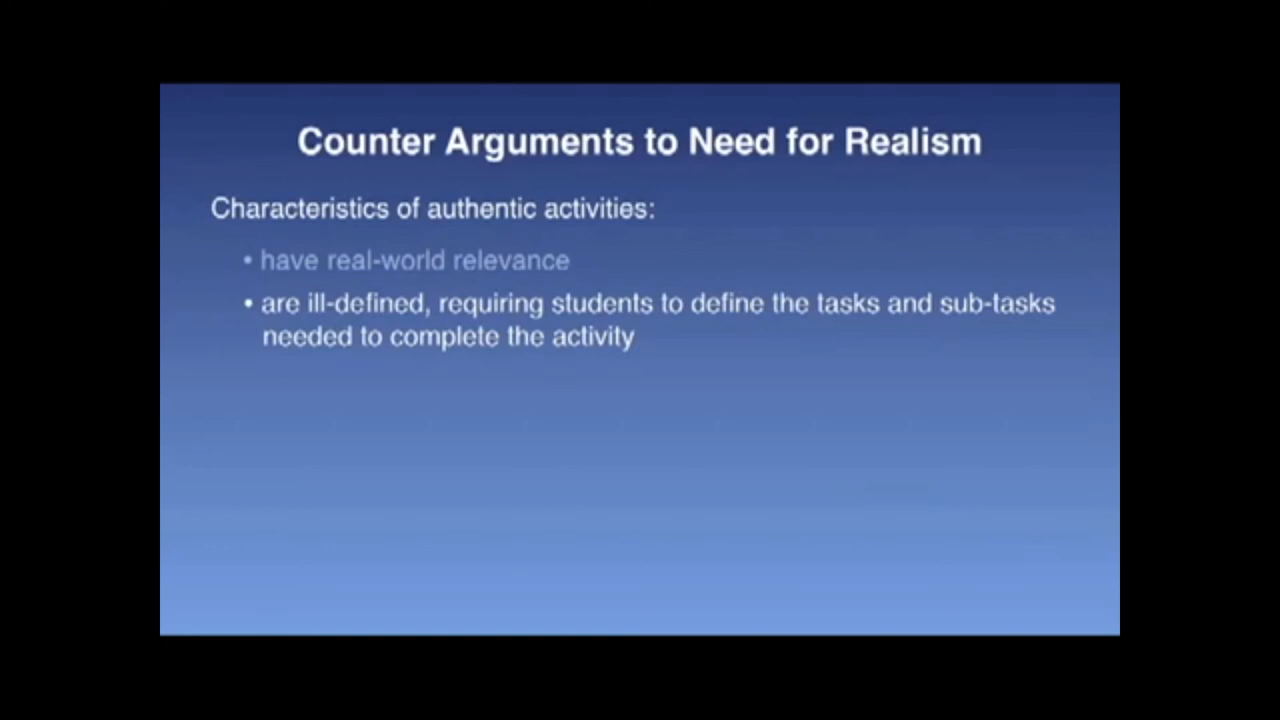 Counter Arguments to Need for Realism
Characteristics of authentic activities:
• have real-world relevance
• are ill-defined, requiring students to define the tasks and sub-tasks
needed to complete the activity